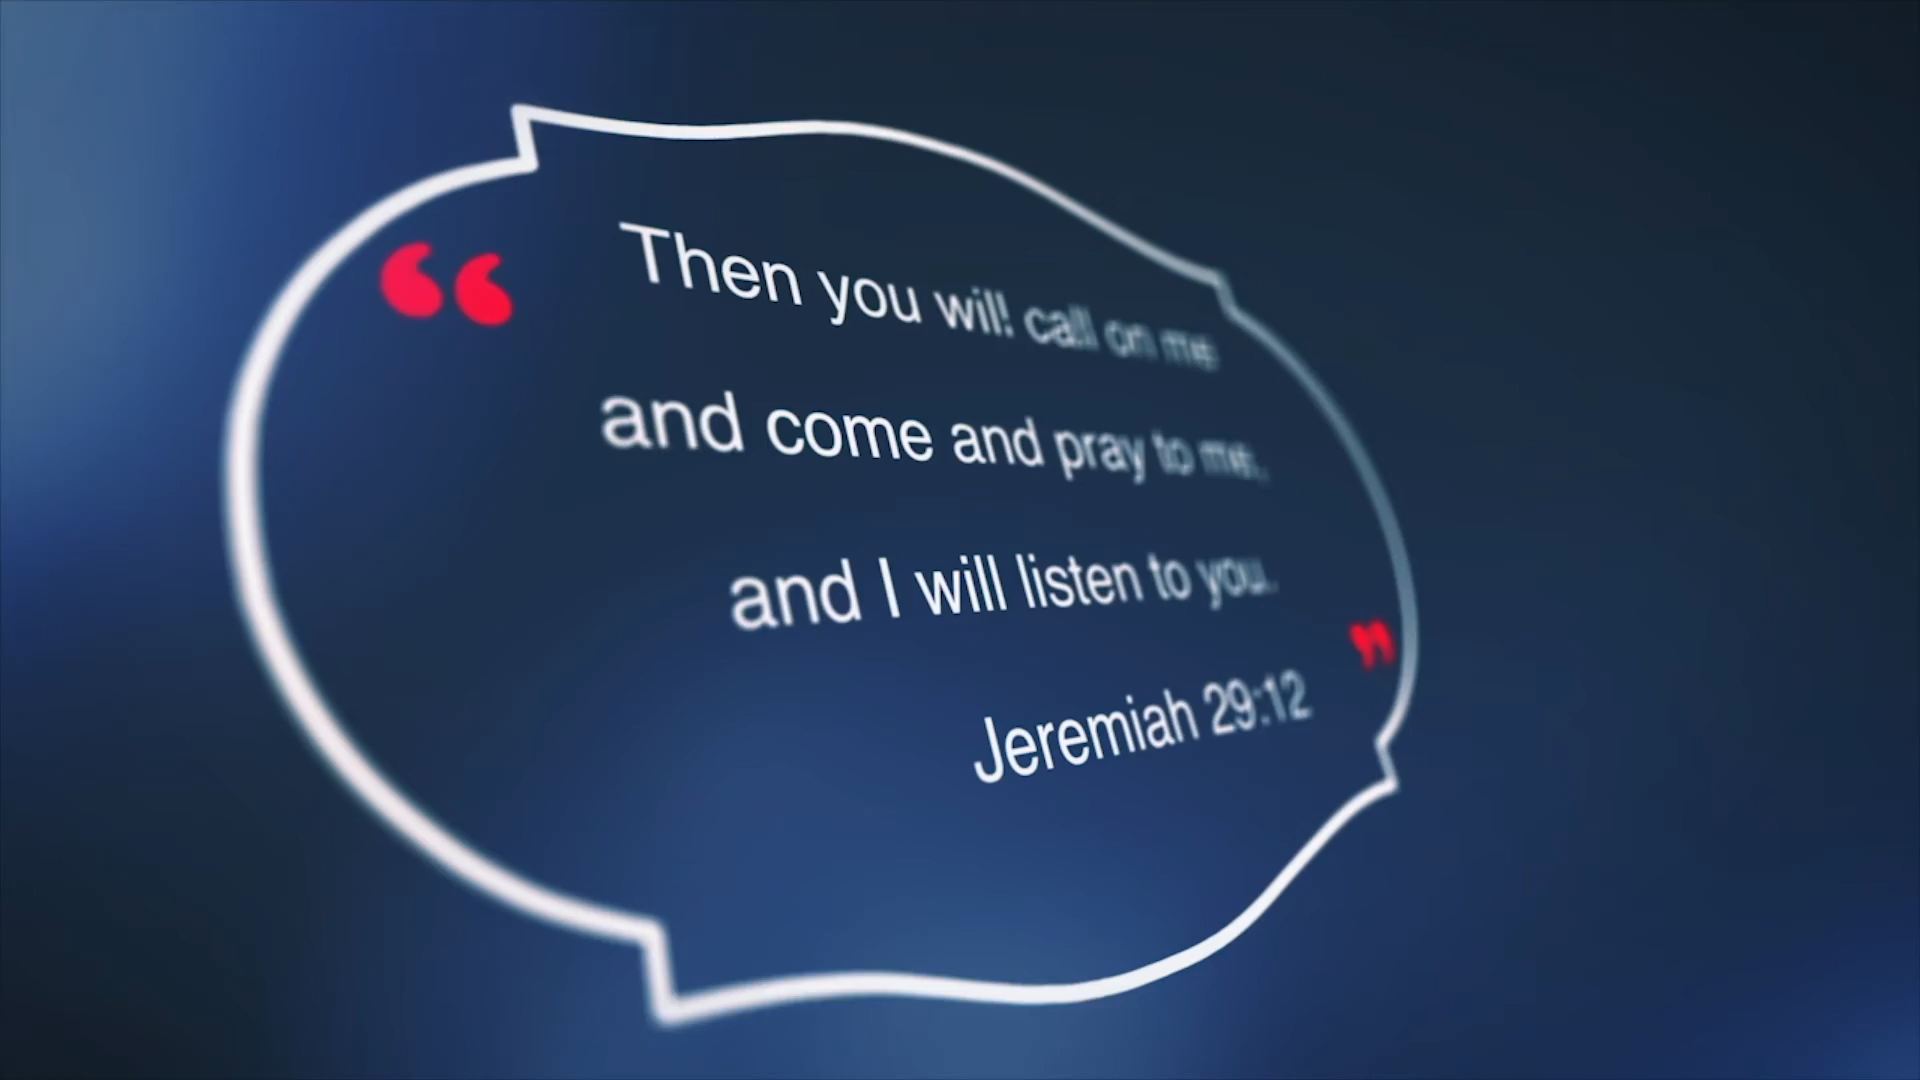 “ Then you will call on me
and come and pray to me,
and I will listen to you. ”
Jeremiah 29:12